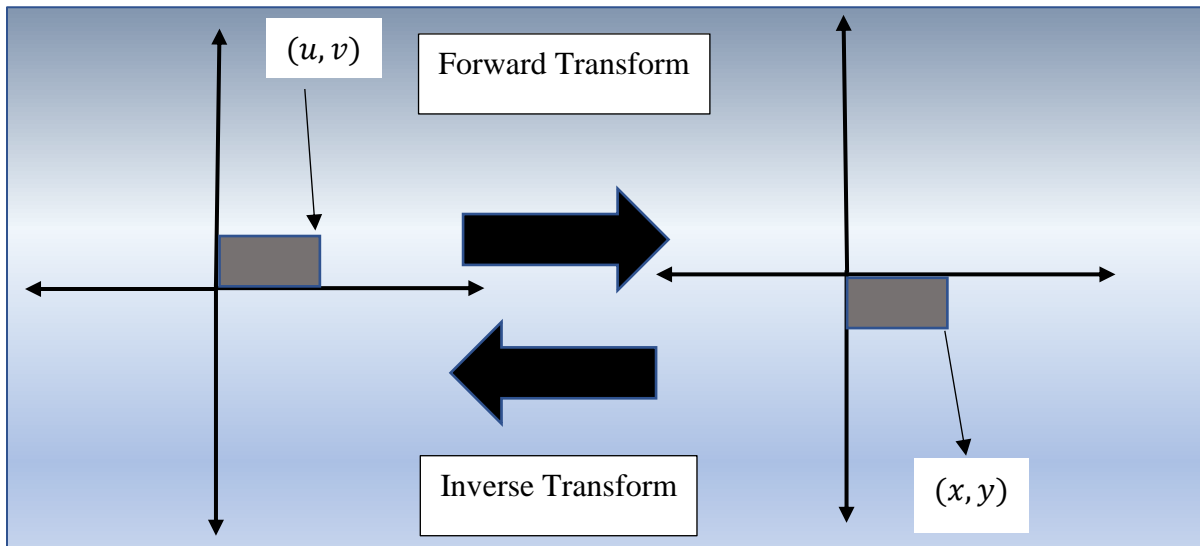 (u, v)
Forward Transform
Inverse Transform
(x, y)